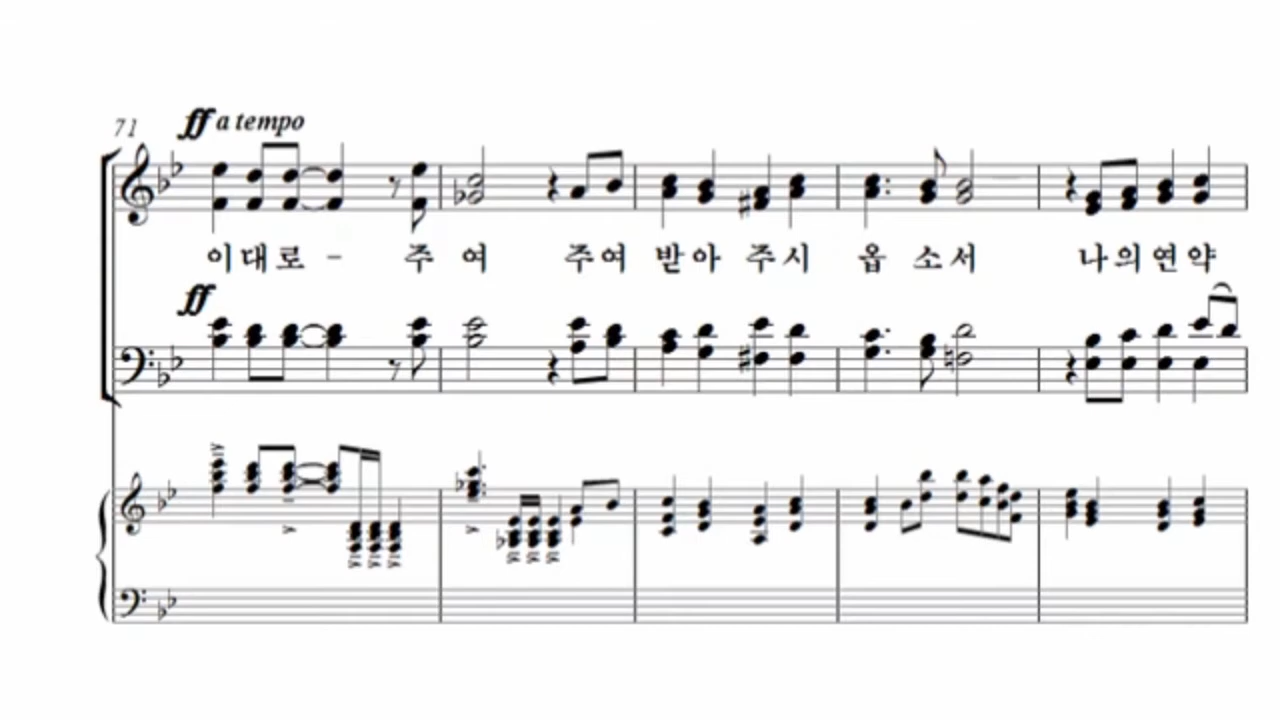 71
ff a tempo
이 대 로 - 주 여 주 여 받 아 주 시 옵 소 서 나 의 연 약
ff